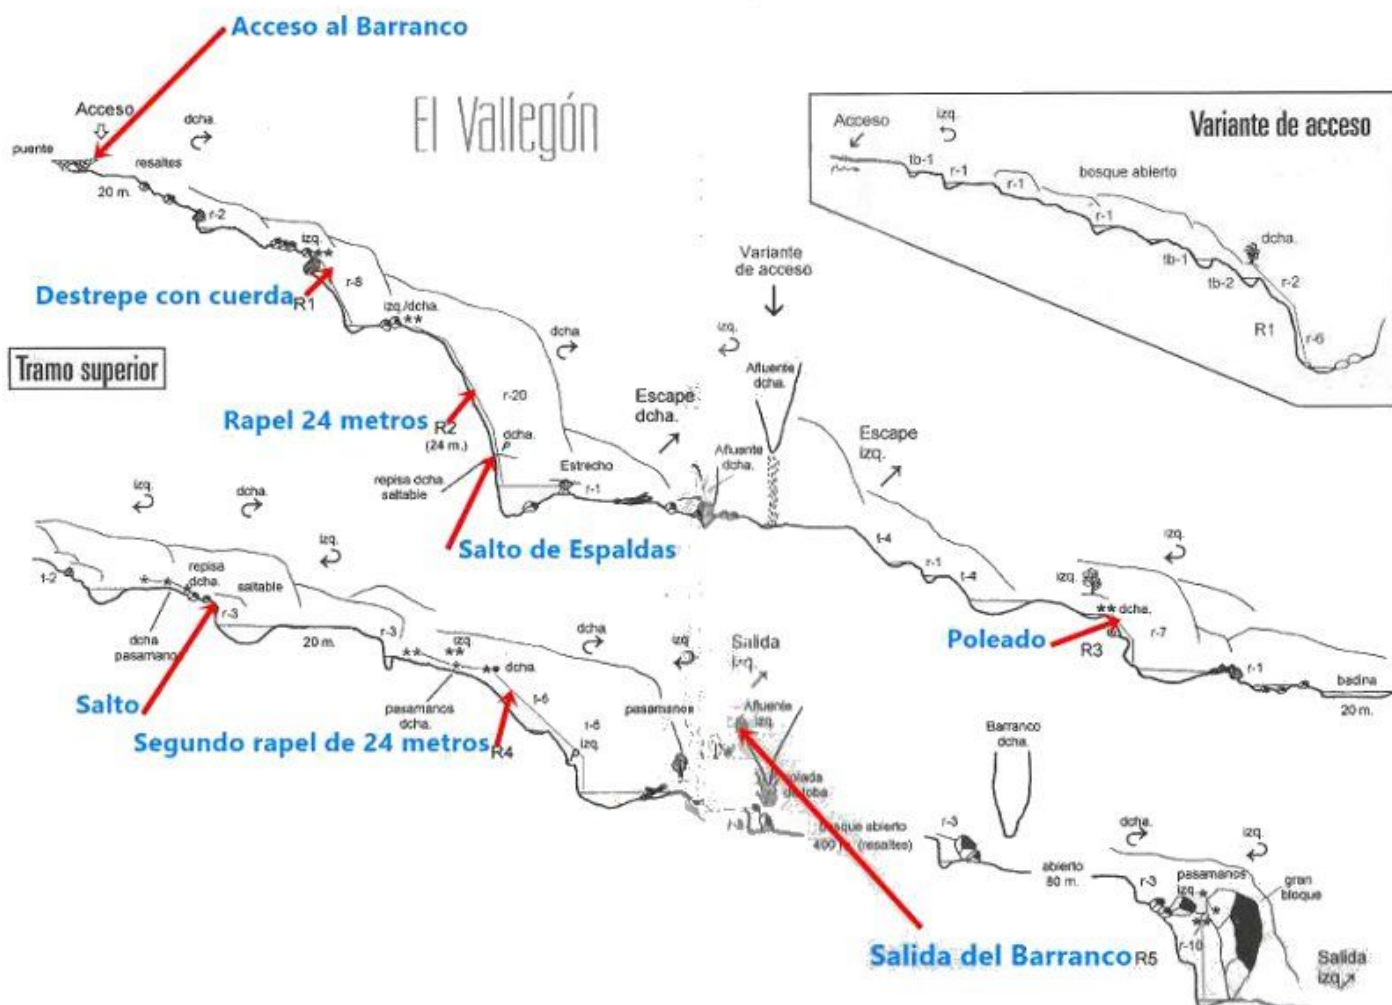 Acceso al Barranco
El Vallegón
Acceso
dcha.
puente
resaltes
20 m.
r-2
izq.
**
Destrepe con cuerda
R1
r-8
izq./dcha.
**
dcha.
Tramo superior
r-20
Rapel 24 metros
R2
(24 m.)
dcha.
repisa dcha.
saltable
Estrecho
r-1
Escape
dcha.
Salto de Espaldas
Afluente
dcha.
izq.
Variante
de acceso
Afluente
dcha.
Escape
izq.
t-4
r-1
t-4
izq.
izq.
** dcha.
Poleado
R3
r-7
r-1
badina
20 m.
Variante de acceso
Acceso
izq.
tb-1
r-1
r-1
bosque abierto
r-1
tb-1
tb-2
dcha.
r-2
R1
r-6
izq.
dcha.
izq.
t-2
repisa
dcha.
saltable
r-3
dcha
pasamanos
20 m.
Salto
r-3
izq
**
**
*
** dcha.
pasamanos
dcha.
t-6
Segundo rapel de 24 metros
R4
r-6
izq.
dcha
pasamanos
izq
Salida
izq.
Afluente
izq.
bosque abierto
400 m. (resaltes)
Salida del Barranco
r-3
Barranco
dcha.
abierto
80 m.
dcha.
izq.
r-3
pasamanos
izq.
gran
bloque
r-10
R5
Salida
izq.